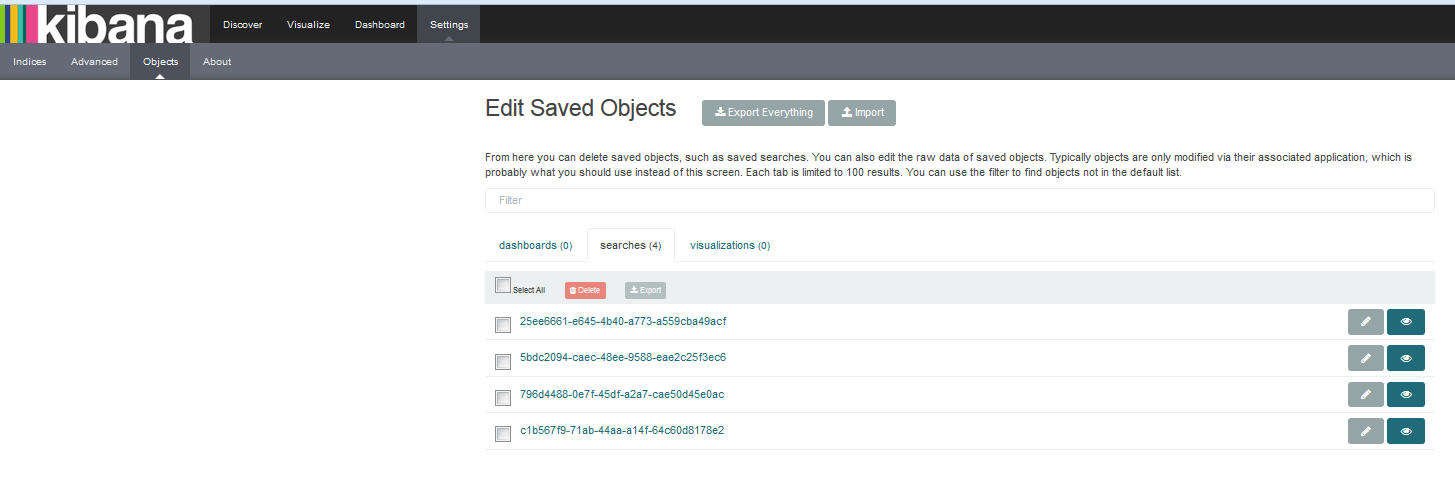 kibana Discover Visualize Dashboard Settings
Indices Advanced Objects About
Edit Saved Objects Export Everything Import
From here you can delete saved objects, such as saved searches. You can also edit the raw data of saved objects. Typically objects are only modified via their associated application, which is
probably what you should use instead of this screen. Each tab is limited to 100 results. You can use the filter to find objects not in the default list.
Filter
dashboards (0) searches (4) visualizations (0)
Select All Delete Export
25ee6661-e645-4b40-a773-a559cba49acf
5bdc2094-caec-48ee-9588-eae2c25f3ec6
796d4488-0e7f-45df-a2a7-cae50d45e0ac
c1b567f9-71ab-44aa-a14f-64c60d8178e2